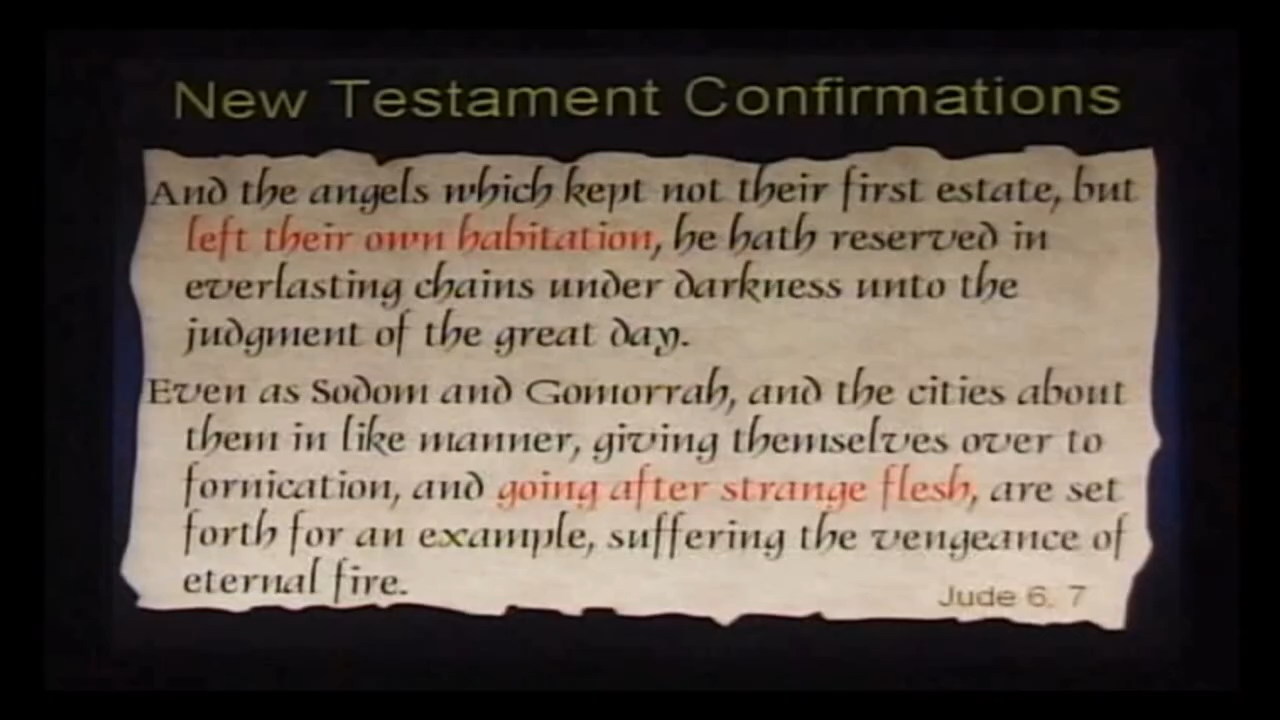 New Testament Confirmations
And the angels which kept not their first estate, but
left their own habitation, he hath reserved in
everlasting chains under darkness unto the
judgment of the great day.
Even as Sodom and Gomorrah, and the cities about
them in like manner, giving themselves over to
fornication, and going after strange flesh, are set
forth for an example, suffering the vengeance of
eternal fire.
Jude 6, 7